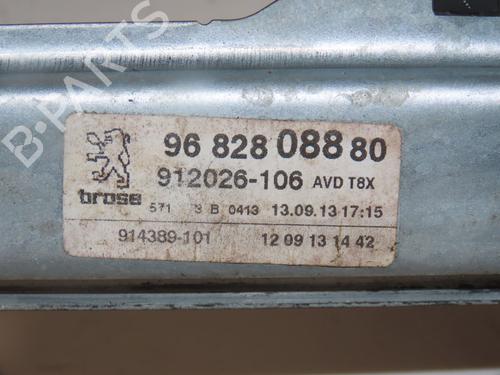 B-PARTS
96 828 088 80
912026-106 AVD T8X
brose
571 3 B 0413 13.09.13 17:15
914389-101 12 09 13 14 42